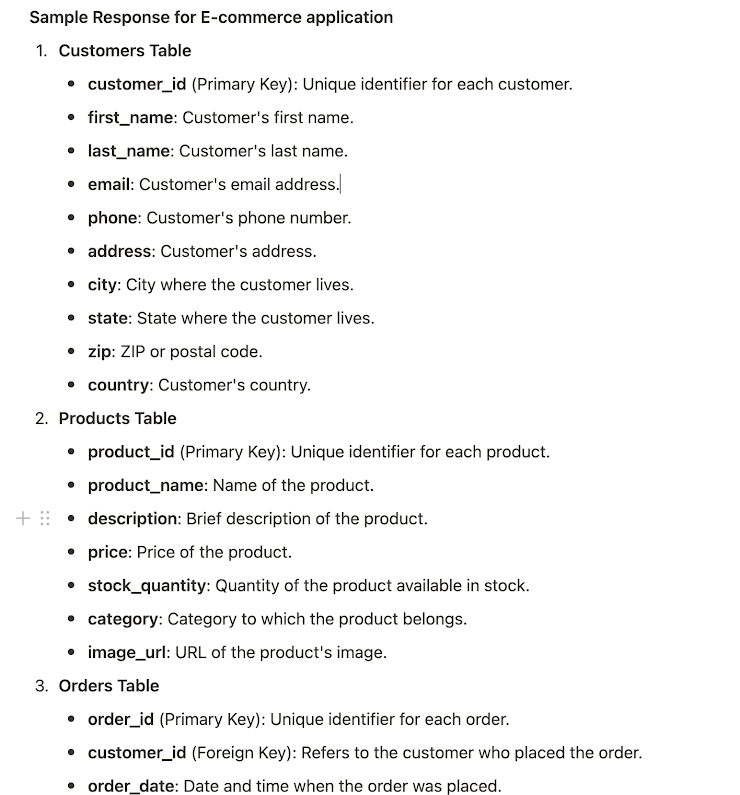 Sample Response for E-commerce application
1. Customers Table
• customer_id (Primary Key): Unique identifier for each customer.
• first_name: Customer's first name.
• last_name: Customer's last name.
• email: Customer's email address.
• phone: Customer's phone number.
• address: Customer's address.
• city: City where the customer lives.
• state: State where the customer lives.
• zip: ZIP or postal code.
• country: Customer's country.
2. Products Table
• product_id (Primary Key): Unique identifier for each product.
• product_name: Name of the product.
• description: Brief description of the product.
• price: Price of the product.
• stock_quantity: Quantity of the product available in stock.
• category: Category to which the product belongs.
• image_url: URL of the product's image.
3. Orders Table
• order_id (Primary Key): Unique identifier for each order.
• customer_id (Foreign Key): Refers to the customer who placed the order.
• order_date: Date and time when the order was placed.